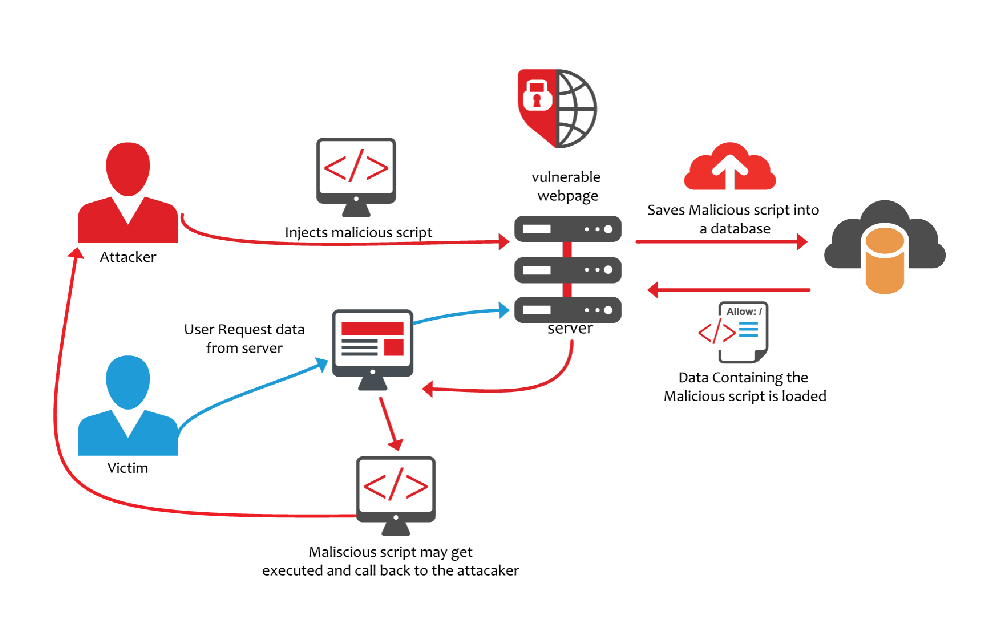 vulnerable
webpage
Injects malicious script
Saves Malicious script into
a database
Attacker
server
Allow: /
User Request data
from server
Data Containing the
Malicious script is loaded
Victim
Maliscious script may get
executed and call back to the attacaker